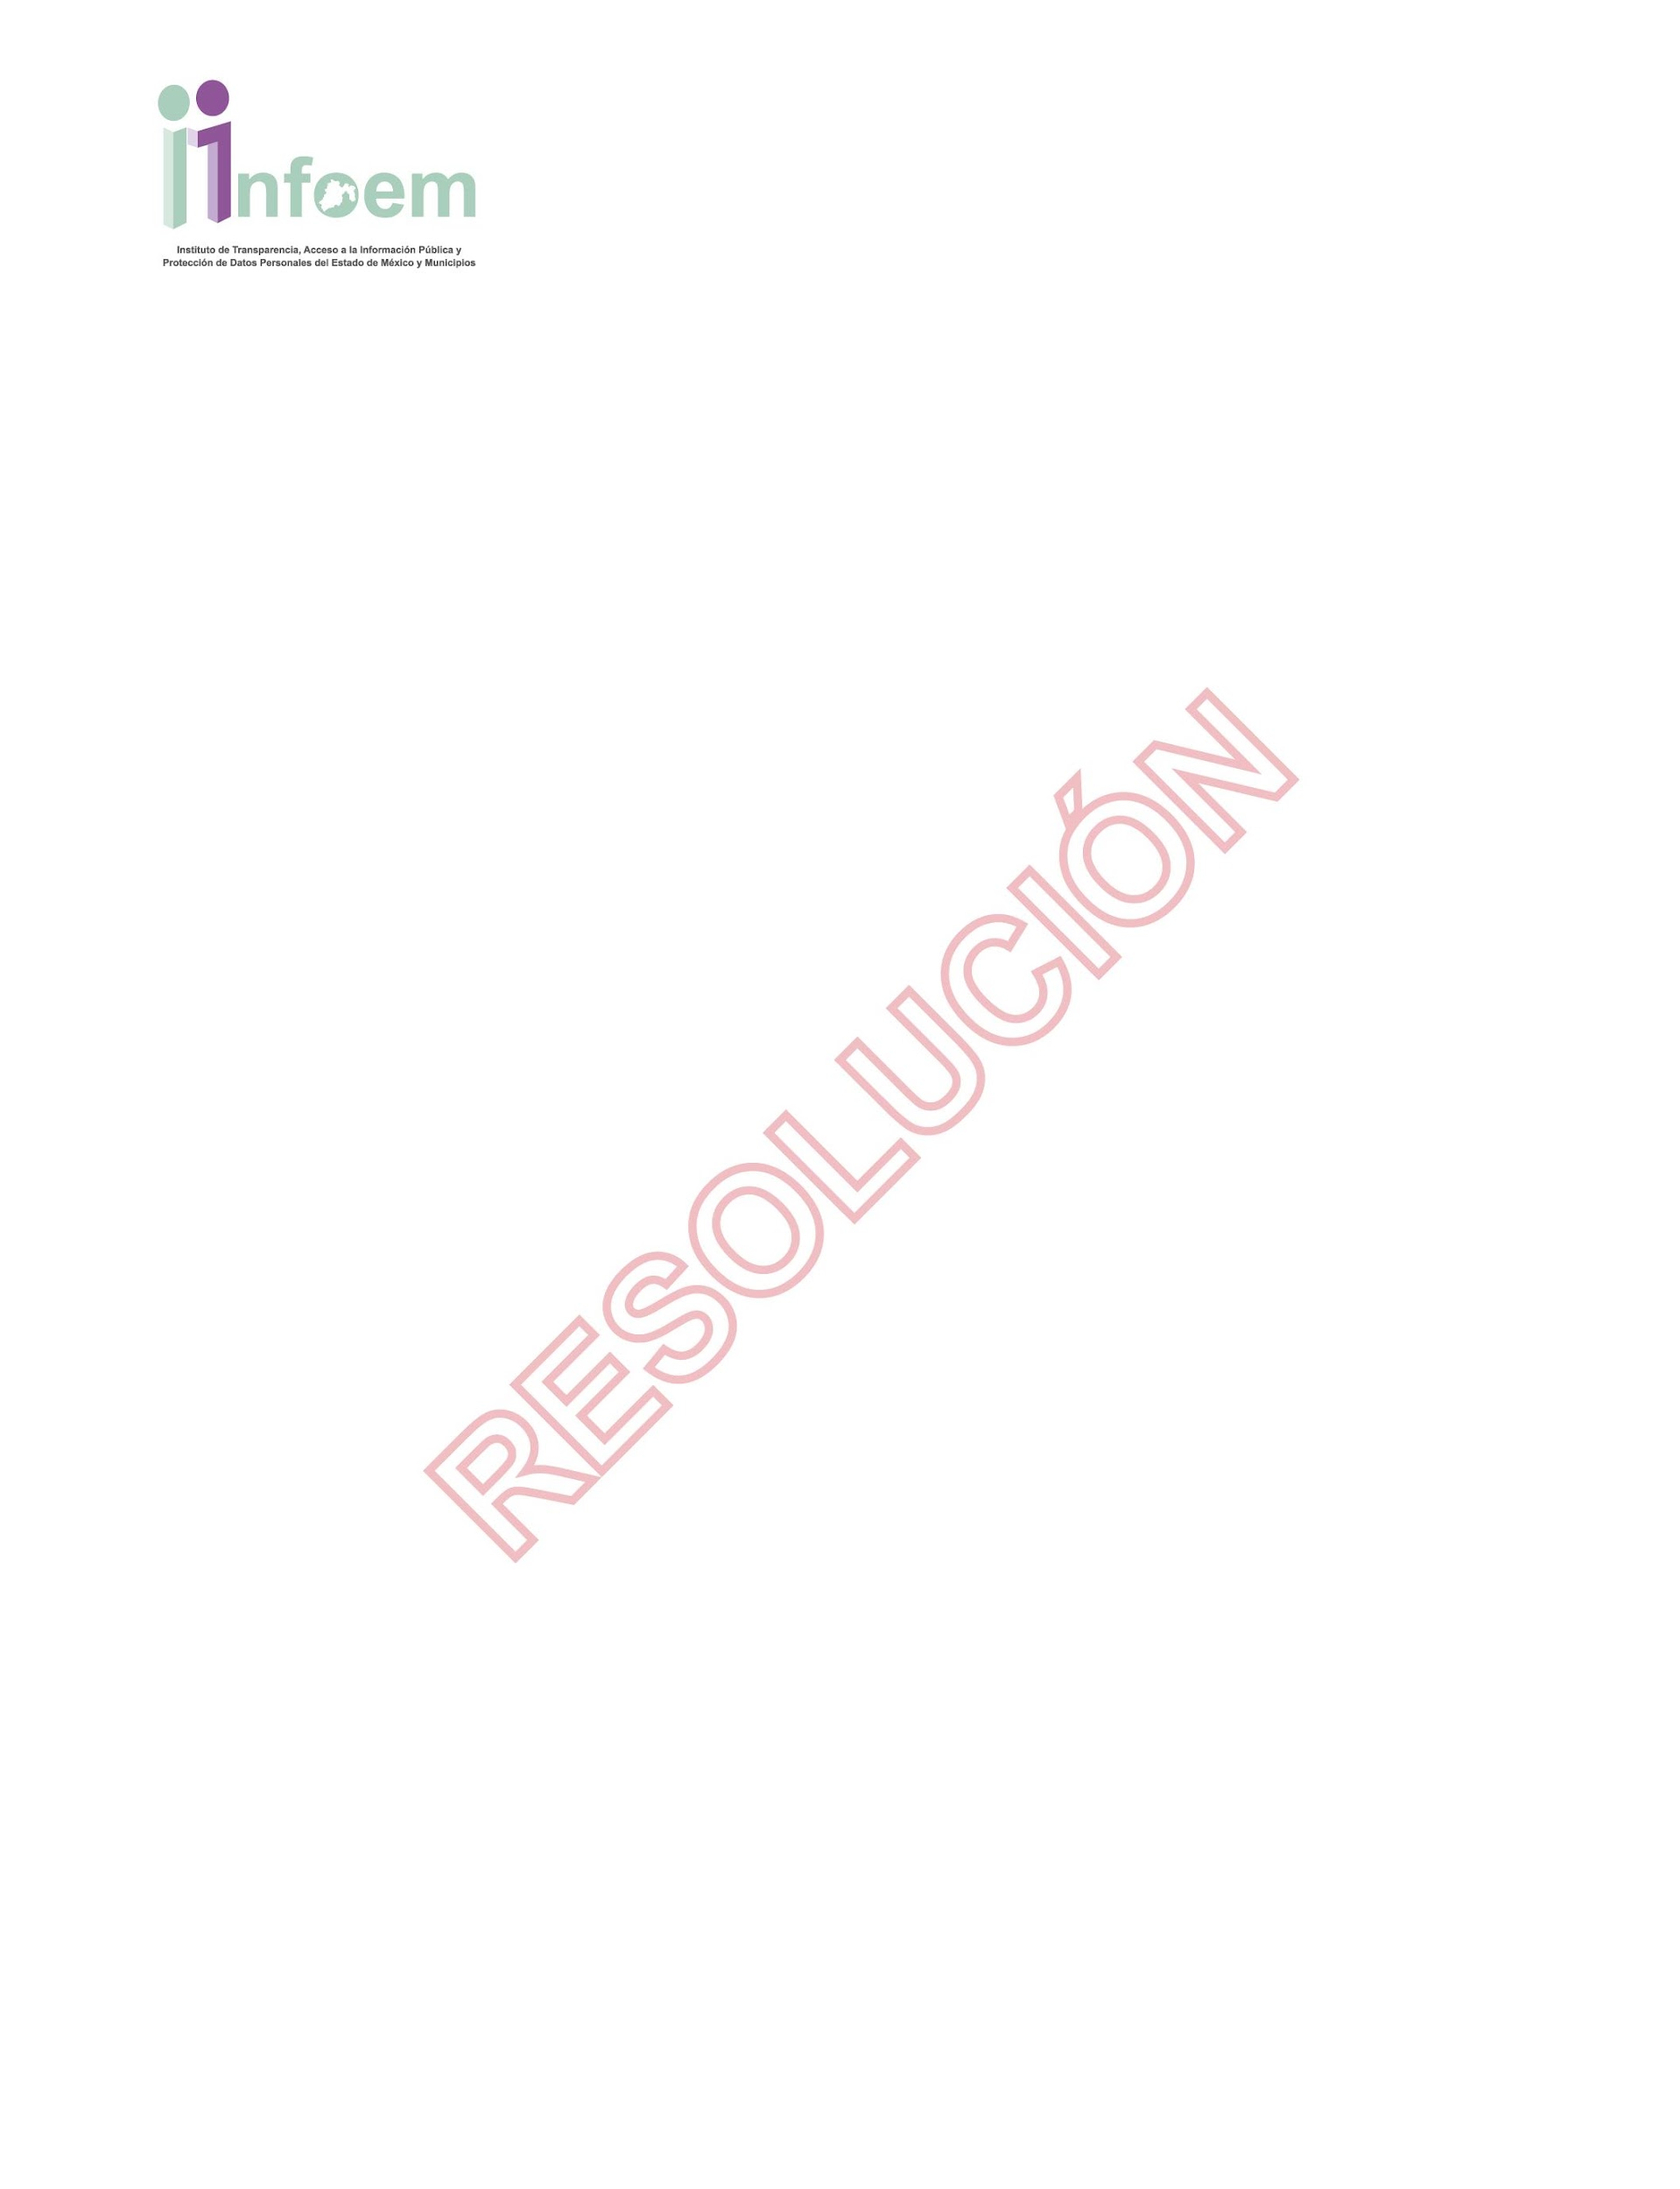 infoem
Instituto de Transparencia, Acceso a la Información Pública y
Protección de Datos Personales del Estado de México y Municipios
RESOLUCIÓN